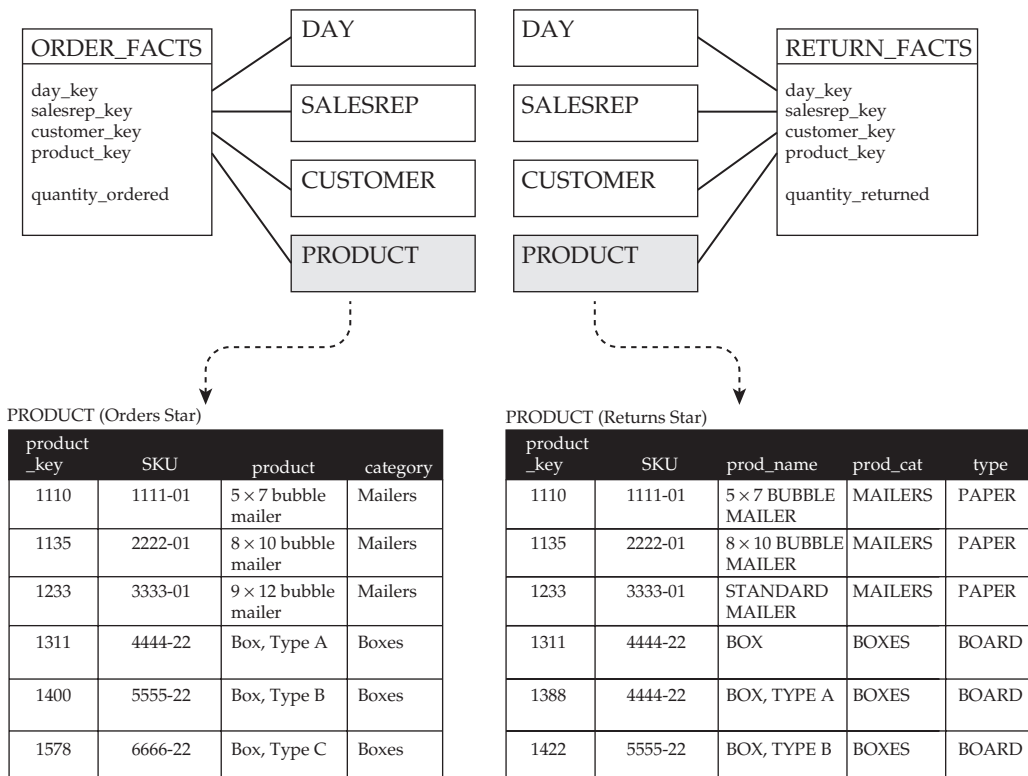 ORDER_FACTS
day_key
salesrep_key
customer_key
product_key
quantity_ordered
DAY
SALESREP
CUSTOMER
PRODUCT
DAY
SALESREP
CUSTOMER
PRODUCT
RETURN_FACTS
day_key
salesrep_key
customer_key
product_key
quantity_returned
PRODUCT (Orders Star)
product
_key SKU product category
1110 1111-01 5 × 7 bubble Mailers
mailer
1135 2222-01 8 × 10 bubble Mailers
mailer
1233 3333-01 9 × 12 bubble Mailers
mailer
1311 4444-22 Box, Type A Boxes
1400 5555-22 Box, Type B Boxes
1578 6666-22 Box, Type C Boxes
PRODUCT (Returns Star)
product
_key SKU prod_name prod_cat type
1110 1111-01 5 × 7 BUBBLE MAILERS PAPER
MAILER
1135 2222-01 8 × 10 BUBBLE MAILERS PAPER
MAILER
1233 3333-01 STANDARD MAILERS PAPER
MAILER
1311 4444-22 BOX BOXES BOARD
1388 4444-22 BOX, TYPE A BOXES BOARD
1422 5555-22 BOX, TYPE B BOXES BOARD